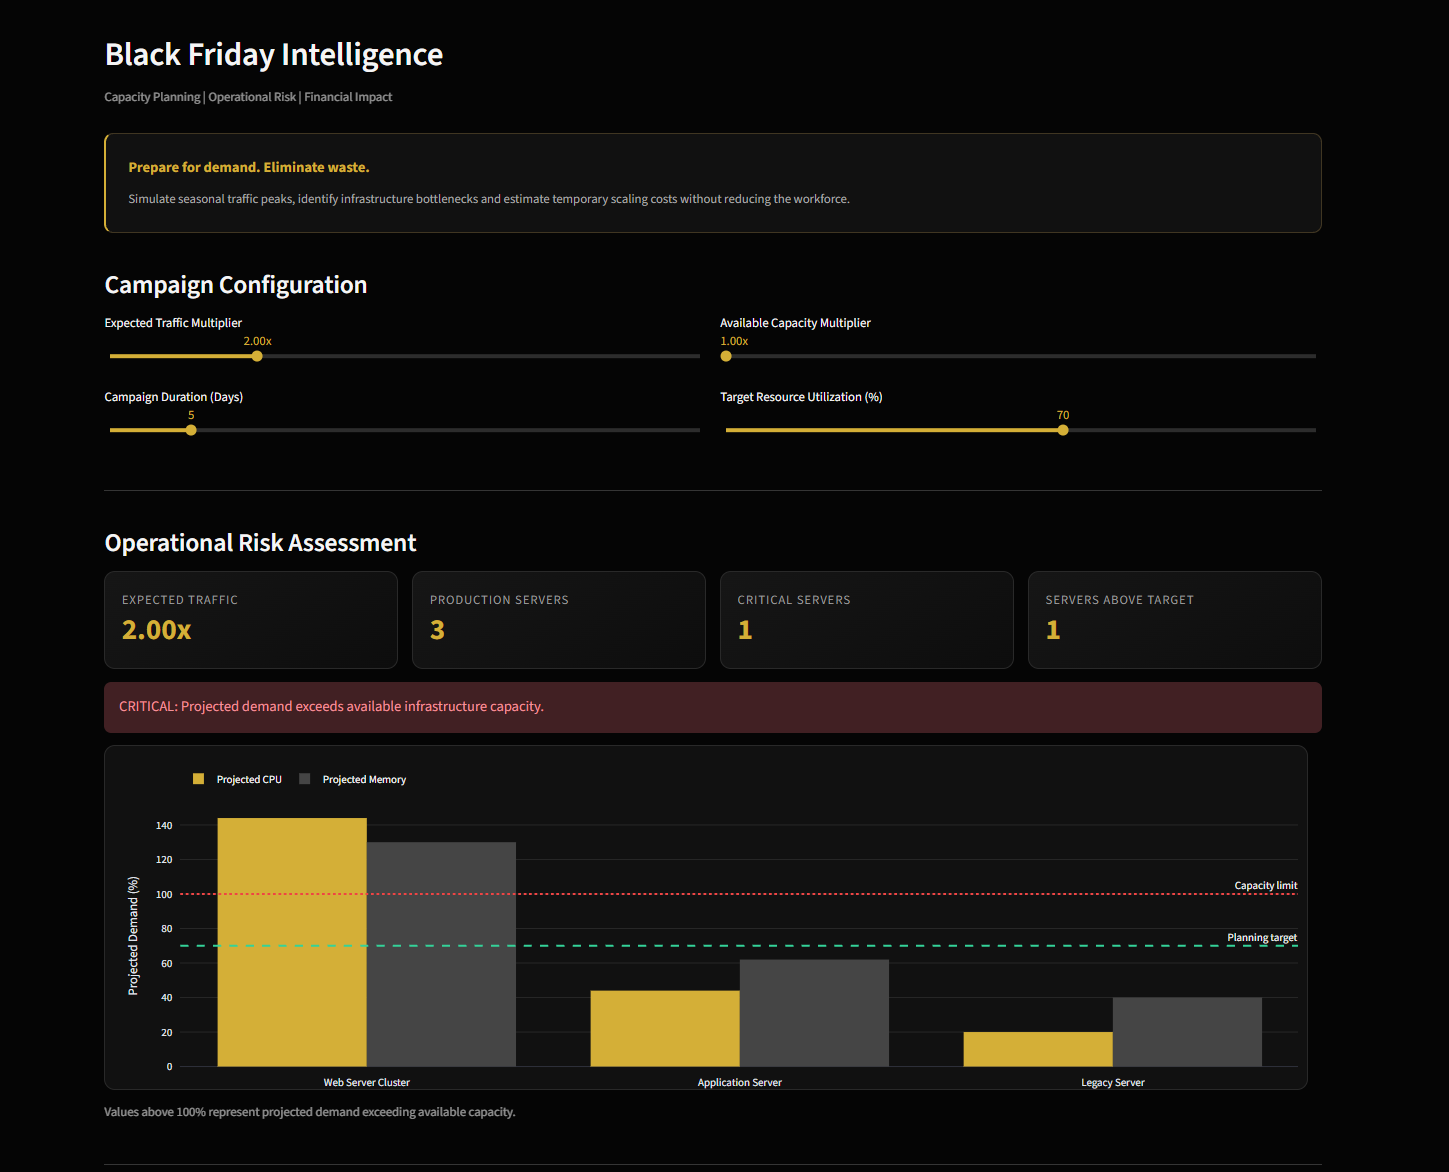 Black Friday Intelligence
Capacity Planning | Operational Risk | Financial Impact
Prepare for demand. Eliminate waste.
Simulate seasonal traffic peaks, identify infrastructure bottlenecks and estimate temporary scaling costs without reducing the workforce.
Campaign Configuration
Expected Traffic Multiplier
2.00x
Available Capacity Multiplier
1.00x
Campaign Duration (Days)
5
Target Resource Utilization (%)
70
Operational Risk Assessment
EXPECTED TRAFFIC
2.00x
PRODUCTION SERVERS
3
CRITICAL SERVERS
1
SERVERS ABOVE TARGET
1
CRITICAL: Projected demand exceeds available infrastructure capacity.
Projected CPU
Projected Memory
Projected Demand (%)
140
120
100
80
60
40
20
0
Capacity limit
Planning target
Web Server Cluster
Application Server
Legacy Server
Values above 100% represent projected demand exceeding available capacity.